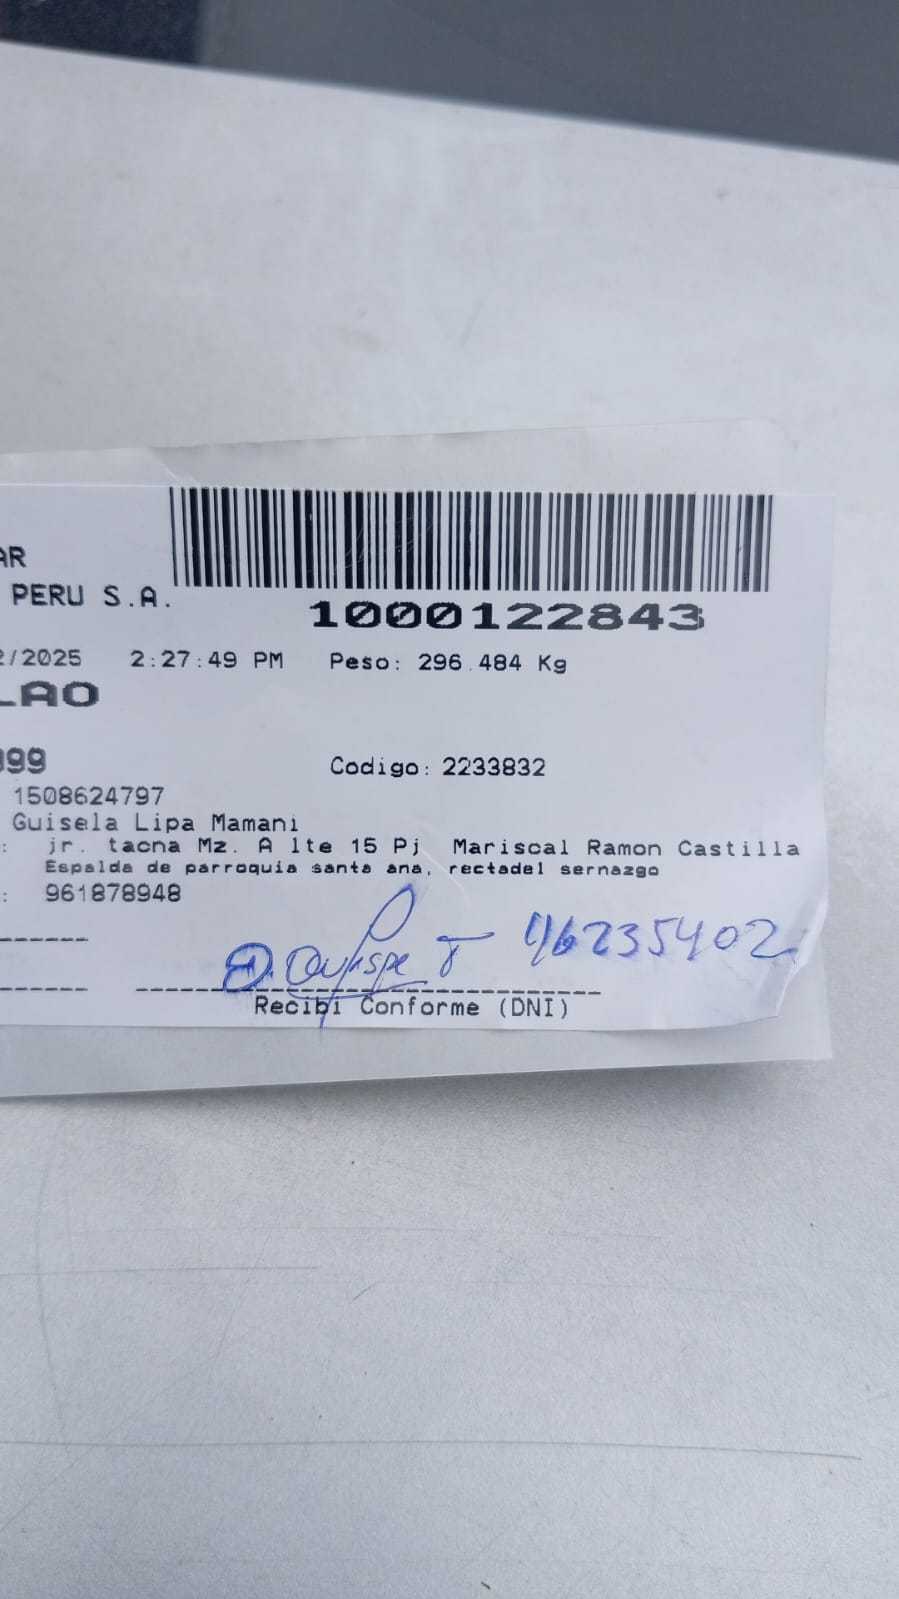 AR
PERU S.A.
1000122843
2/2025 2:27:49 PM Peso: 296.484 Kg
LAO
999 Codigo: 2233832
1508624797
Guisela Lipa Mamani
: jr. tacna Mz. A lte 15 Pj Mariscal Ramon Castilla
Espalda de parroquia santa ana, rectadel sernazgo
: 961878948
D. Quispe T 46235402
Recibi Conforme (DNI)